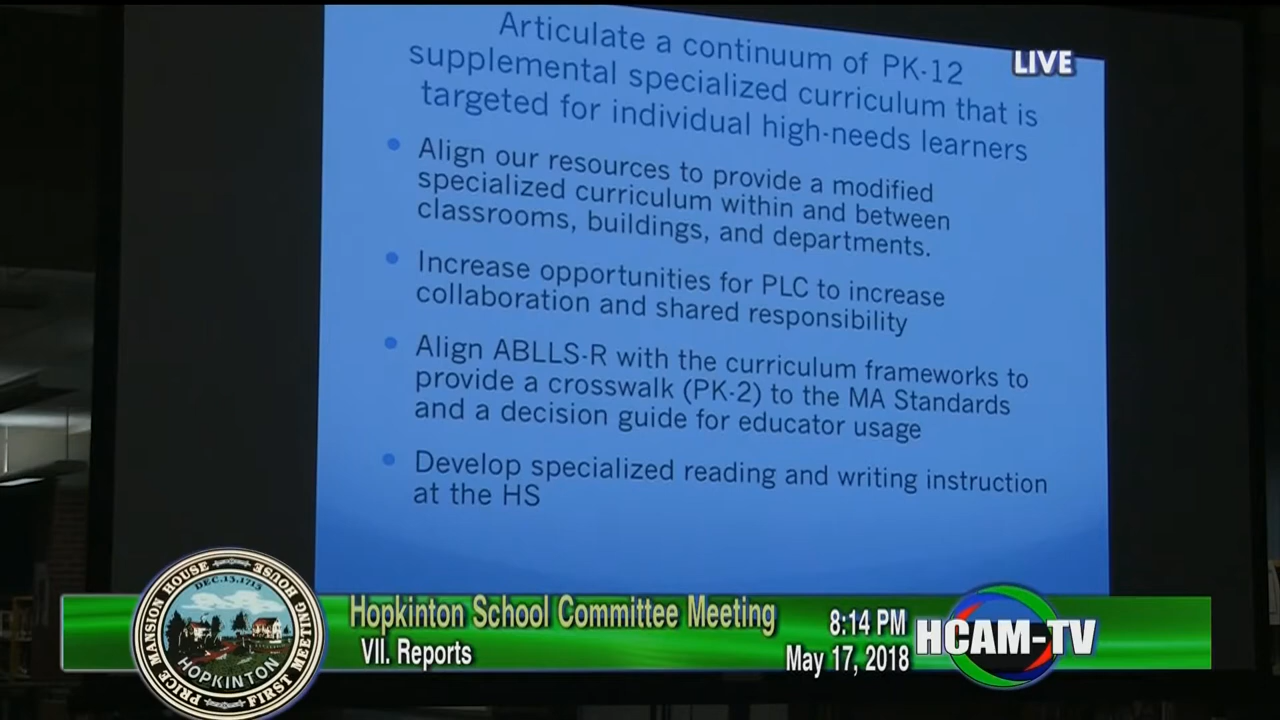 Articulate a continuum of PK-12
supplemental specialized curriculum that is
targeted for individual high-needs learners
LIVE
• Align our resources to provide a modified
specialized curriculum within and between
classrooms, buildings, and departments.
• Increase opportunities for PLC to increase
collaboration and shared responsibility
• Align ABLLS-R with the curriculum frameworks to
provide a crosswalk (PK-2) to the MA Standards
and a decision guide for educator usage
• Develop specialized reading and writing instruction
at the HS
PRICE MANSION HOUSE
FIRST MEETING HOUSE
DEC.13.1715
HOPKINTON
Hopkinton School Committee Meeting
VII. Reports
8:14 PM
May 17, 2018
HCAM-TV